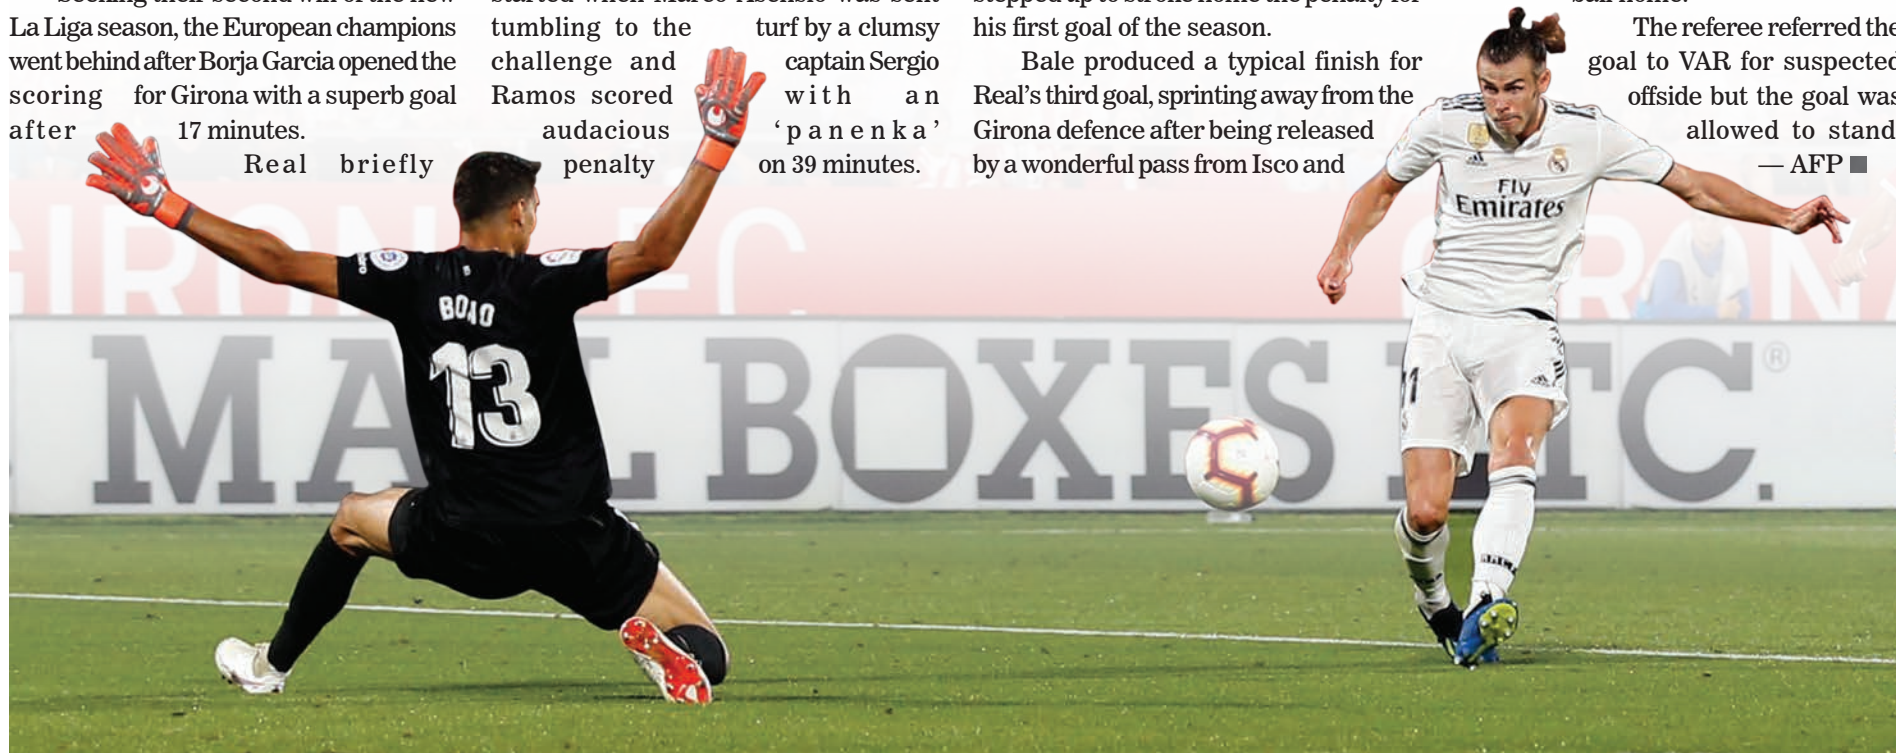 La Liga season, the European champions
went behind after Borja Garcia opened the
scoring for Girona with a superb goal
after 17 minutes.
Real briefly
tumbling to the turf by a clumsy
challenge and captain Sergio
Ramos scored with an
audacious ‘panenka’
penalty on 39 minutes.
his first goal of the season.
Bale produced a typical finish for
Real’s third goal, sprinting away from the
Girona defence after being released
by a wonderful pass from Isco and
The referee referred the
goal to VAR for suspected
offside but the goal was
allowed to stand
— AFP
GIRONA F.C.
BONO
13
Fly
Emirates
11
MAIL BOXES ETC.®